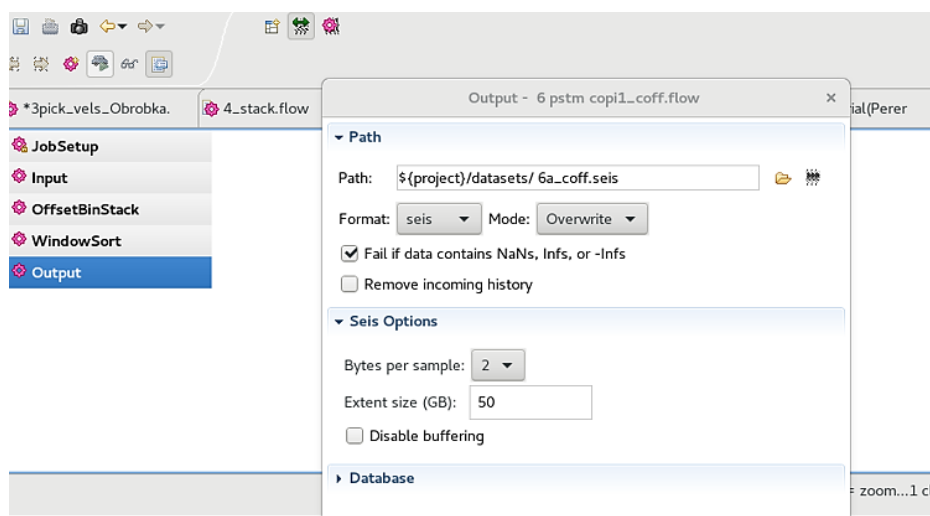 *3pick_vels_Obrobka.
4_stack.flow
Output - 6 pstm copi1_coff.flow
×
ial(Perer
JobSetup
Input
OffsetBinStack
WindowSort
Output
Path
Path: ${project}/datasets/ 6a_coff.seis
Format: seis Mode: Overwrite
Fail if data contains NaNs, Infs, or -Infs
Remove incoming history
Seis Options
Bytes per sample: 2
Extent size (GB): 50
Disable buffering
Database
= zoom...1 cl